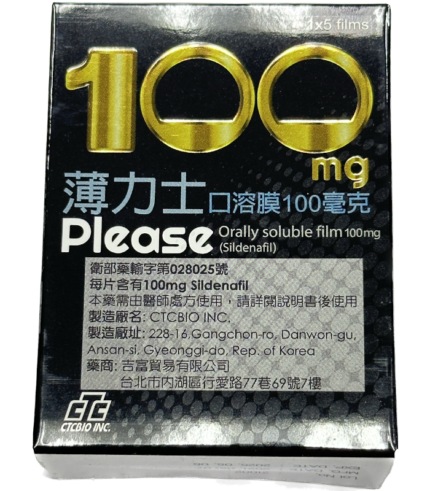 1x5 films
100
mg
薄力士口溶膜100毫克
Please Orally soluble film 100mg
(Sildenafil)
衛部藥輸字第028025號
每片含有100mg Sildenafil
本藥需由醫師處方使用，請詳閱說明書後使用
製造廠名: CTCBIO INC.
製造廠址: 228-16,Gangchon-ro, Danwon-gu,
Ansan-si, Gyeonggi-do, Rep. of Korea
藥商: 吉富貿易有限公司
台北市內湖區行愛路77巷69號7樓
CTC
CTCBIO INC.